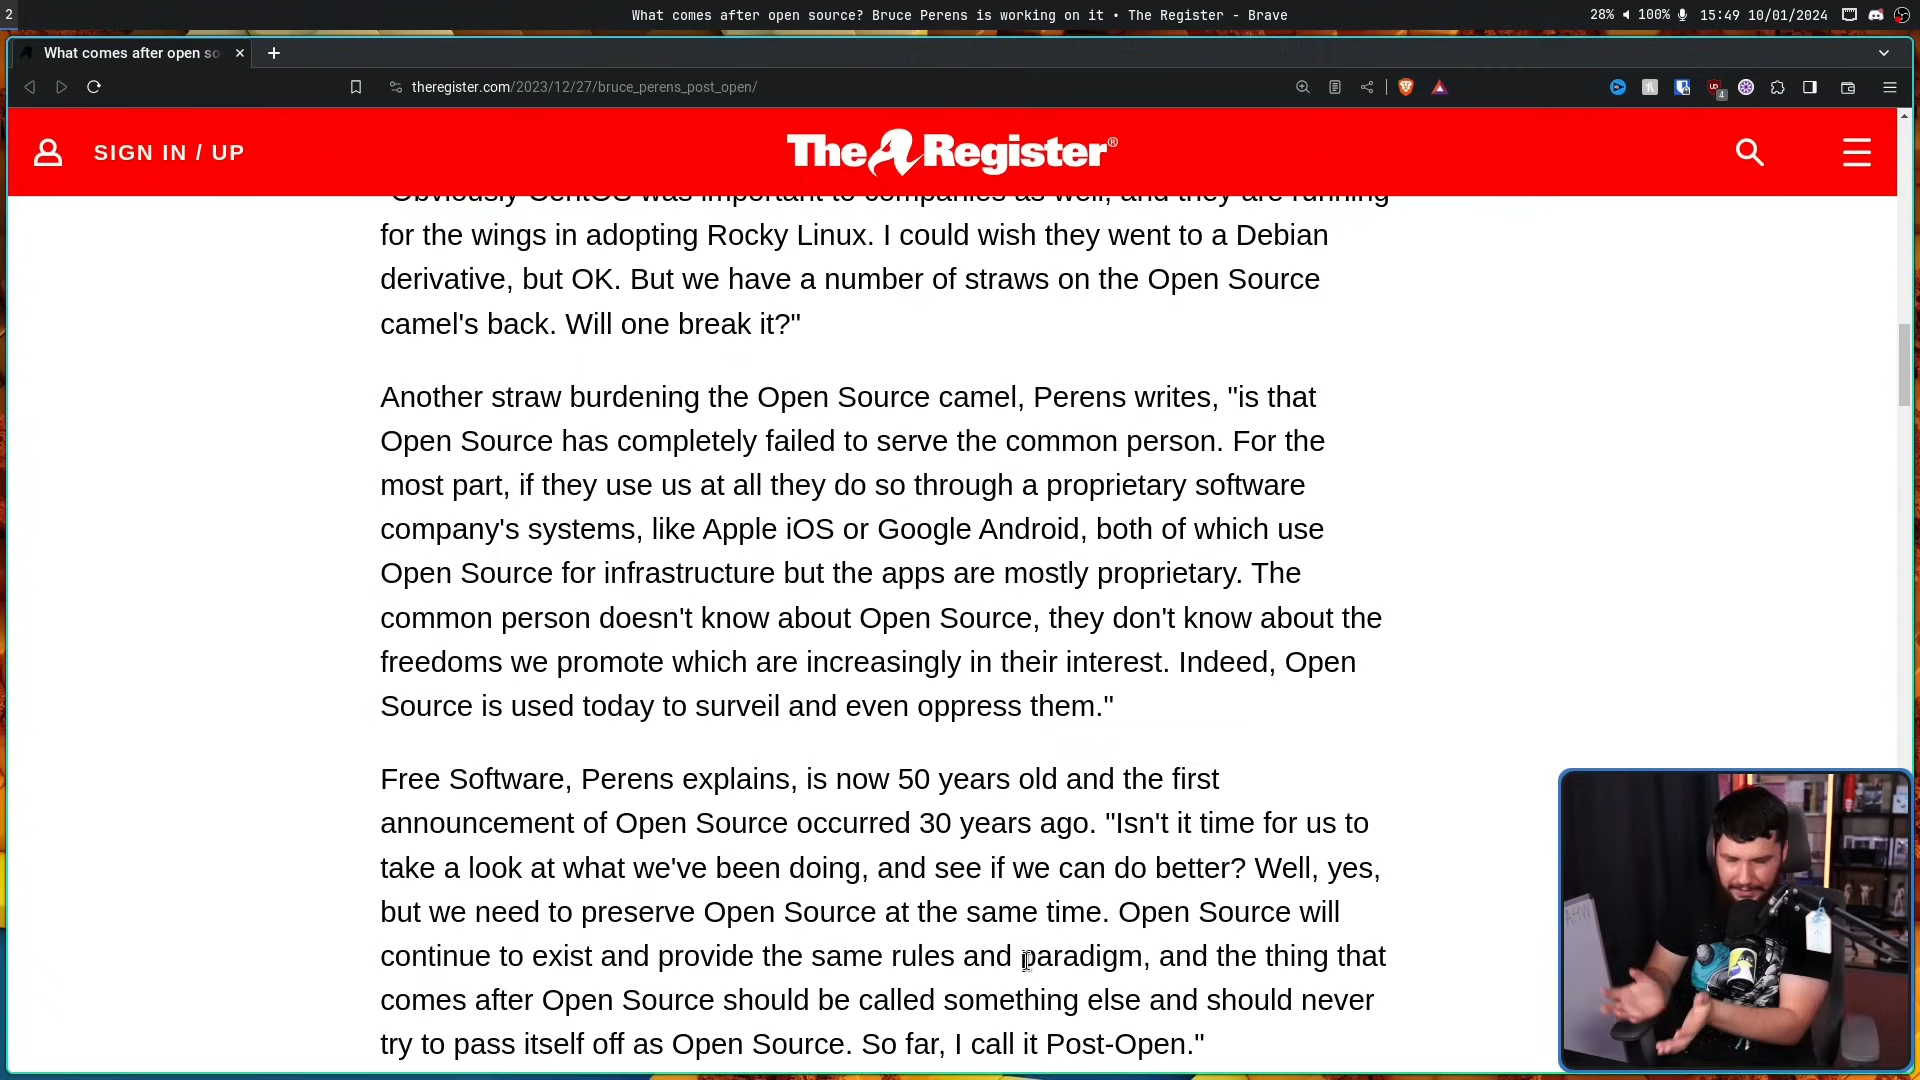 2
What comes after open source? Bruce Perens is working on it • The Register - Brave
28% 100% 15:49 10/01/2024
What comes after open so
theregister.com/2023/12/27/bruce_perens_post_open/
4
SIGN IN / UP
The Register®
"Obviously CentOS was important to companies as well, and they are running
for the wings in adopting Rocky Linux. I could wish they went to a Debian
derivative, but OK. But we have a number of straws on the Open Source
camel's back. Will one break it?"
Another straw burdening the Open Source camel, Perens writes, "is that
Open Source has completely failed to serve the common person. For the
most part, if they use us at all they do so through a proprietary software
company's systems, like Apple iOS or Google Android, both of which use
Open Source for infrastructure but the apps are mostly proprietary. The
common person doesn't know about Open Source, they don't know about the
freedoms we promote which are increasingly in their interest. Indeed, Open
Source is used today to surveil and even oppress them."
Free Software, Perens explains, is now 50 years old and the first
announcement of Open Source occurred 30 years ago. "Isn't it time for us to
take a look at what we've been doing, and see if we can do better? Well, yes,
but we need to preserve Open Source at the same time. Open Source will
continue to exist and provide the same rules and paradigm, and the thing that
comes after Open Source should be called something else and should never
try to pass itself off as Open Source. So far, I call it Post-Open."